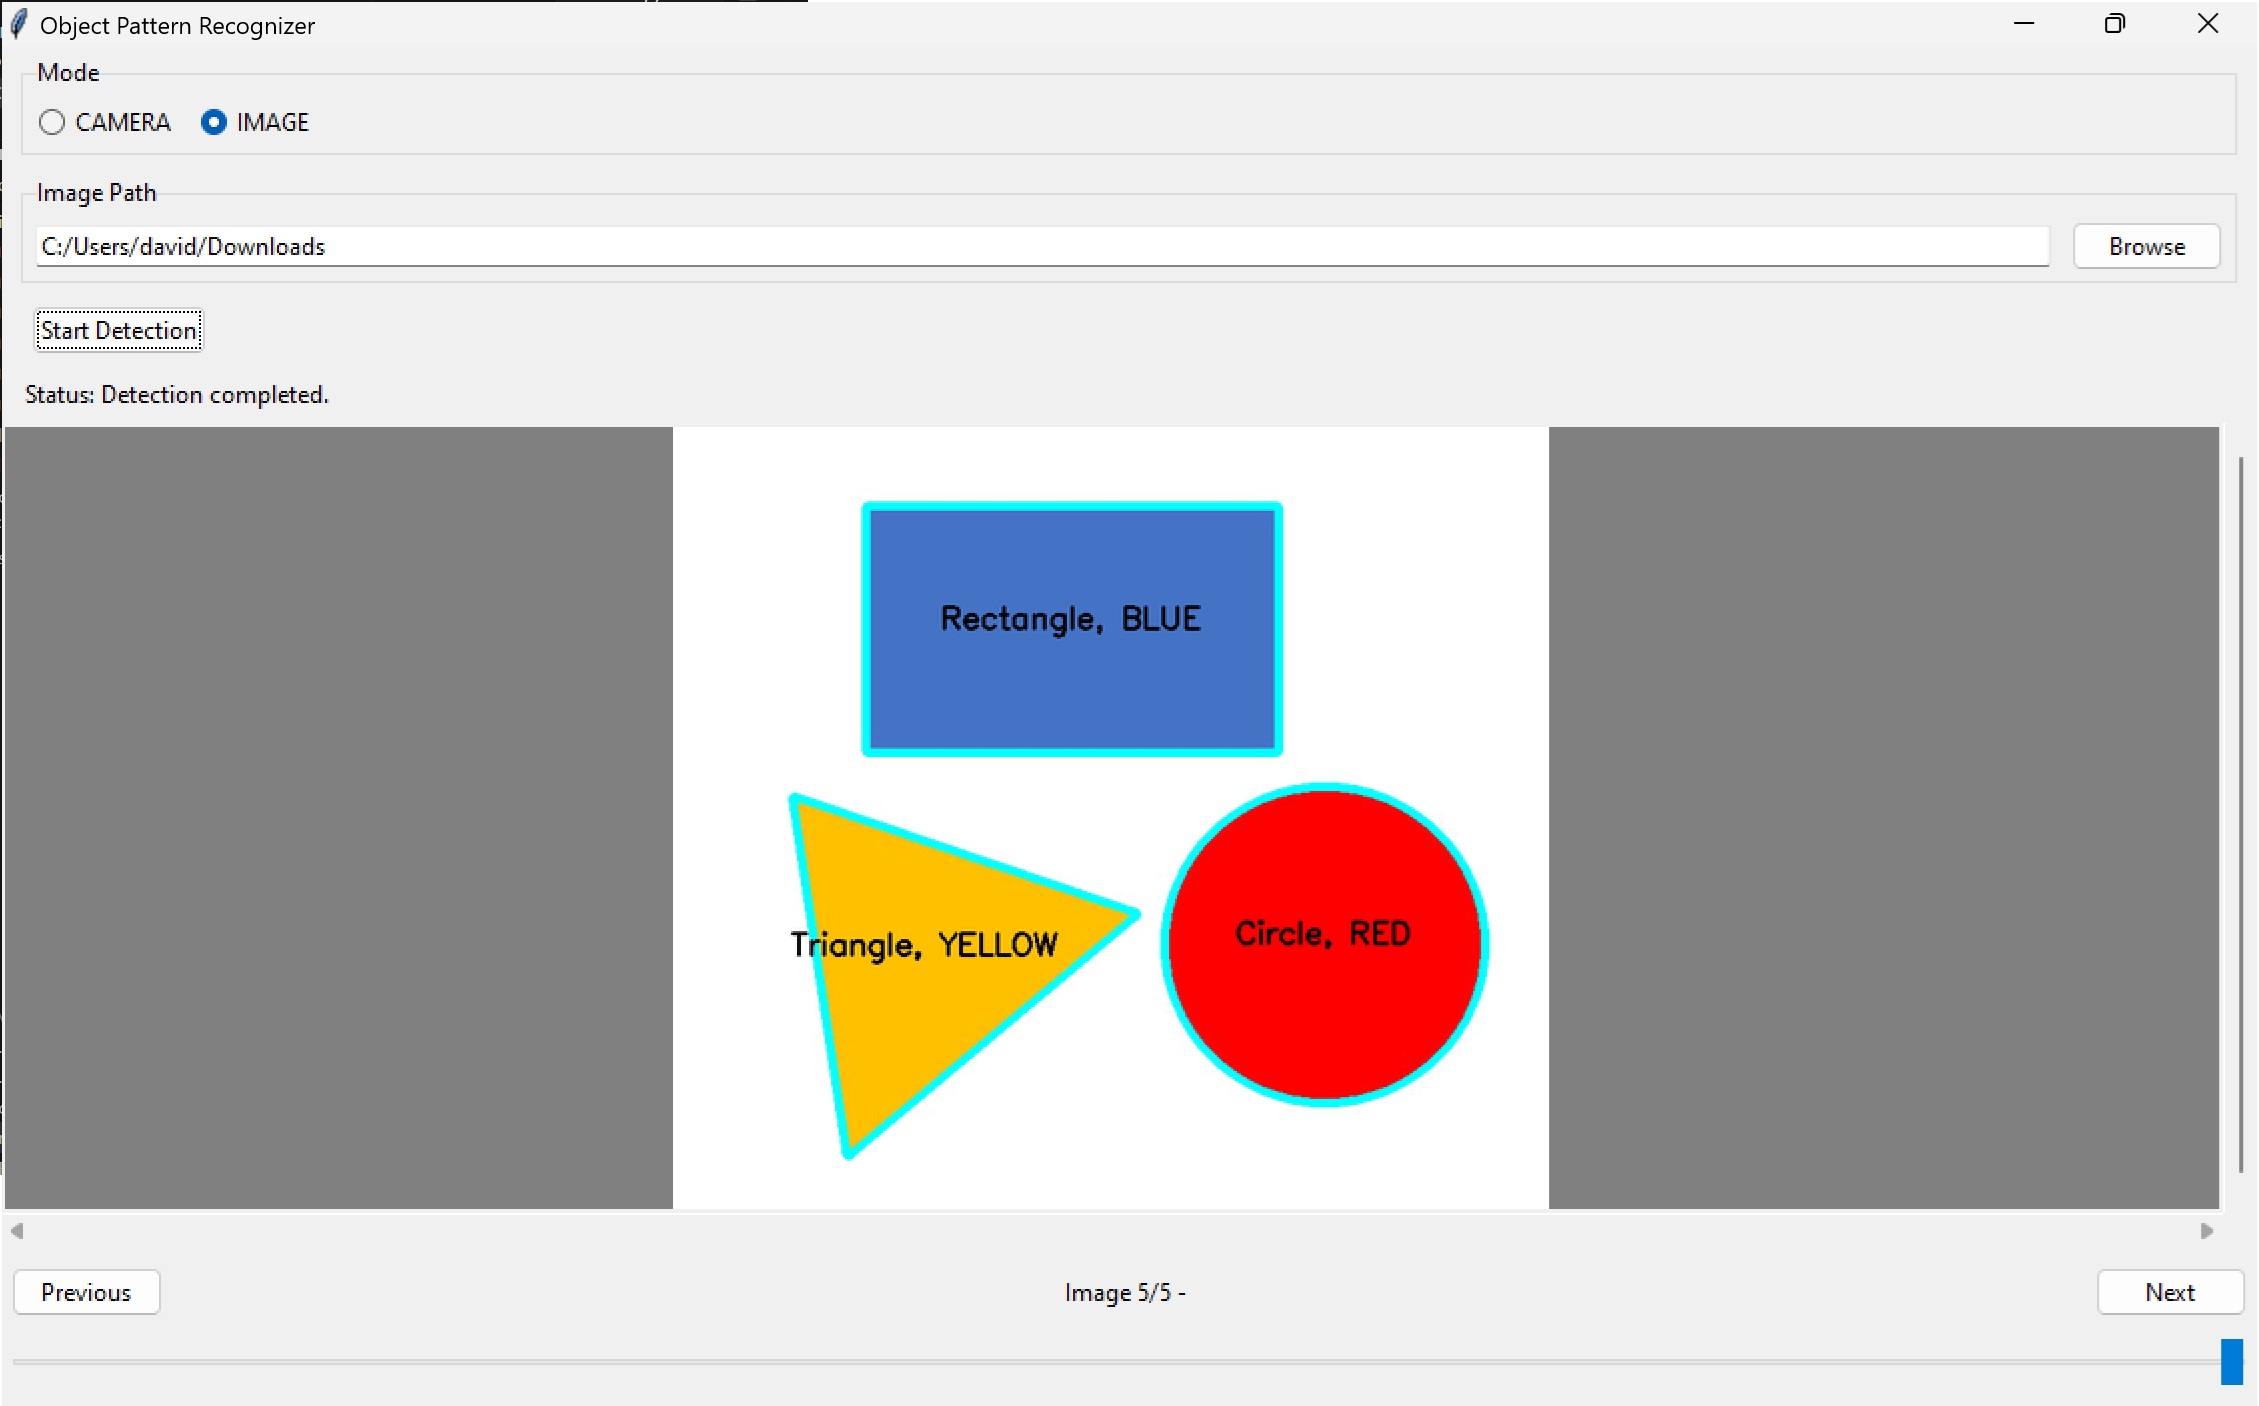 Object Pattern Recognizer
Mode
CAMERA IMAGE
Image Path
C:/Users/david/Downloads Browse
Start Detection
Status: Detection completed.
Rectangle, BLUE
Triangle, YELLOW
Circle, RED
Previous Image 5/5 - Next